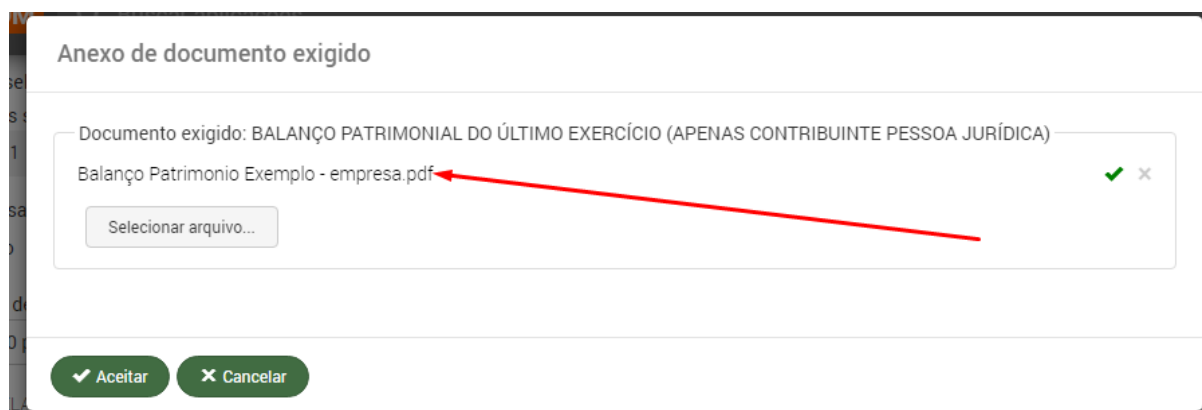 Anexo de documento exigido
Documento exigido: BALANÇO PATRIMONIAL DO ÚLTIMO EXERCÍCIO (APENAS CONTRIBUINTE PESSOA JURÍDICA)
Balanço Patrimonio Exemplo - empresa.pdf
Selecionar arquivo...
Aceitar
Cancelar